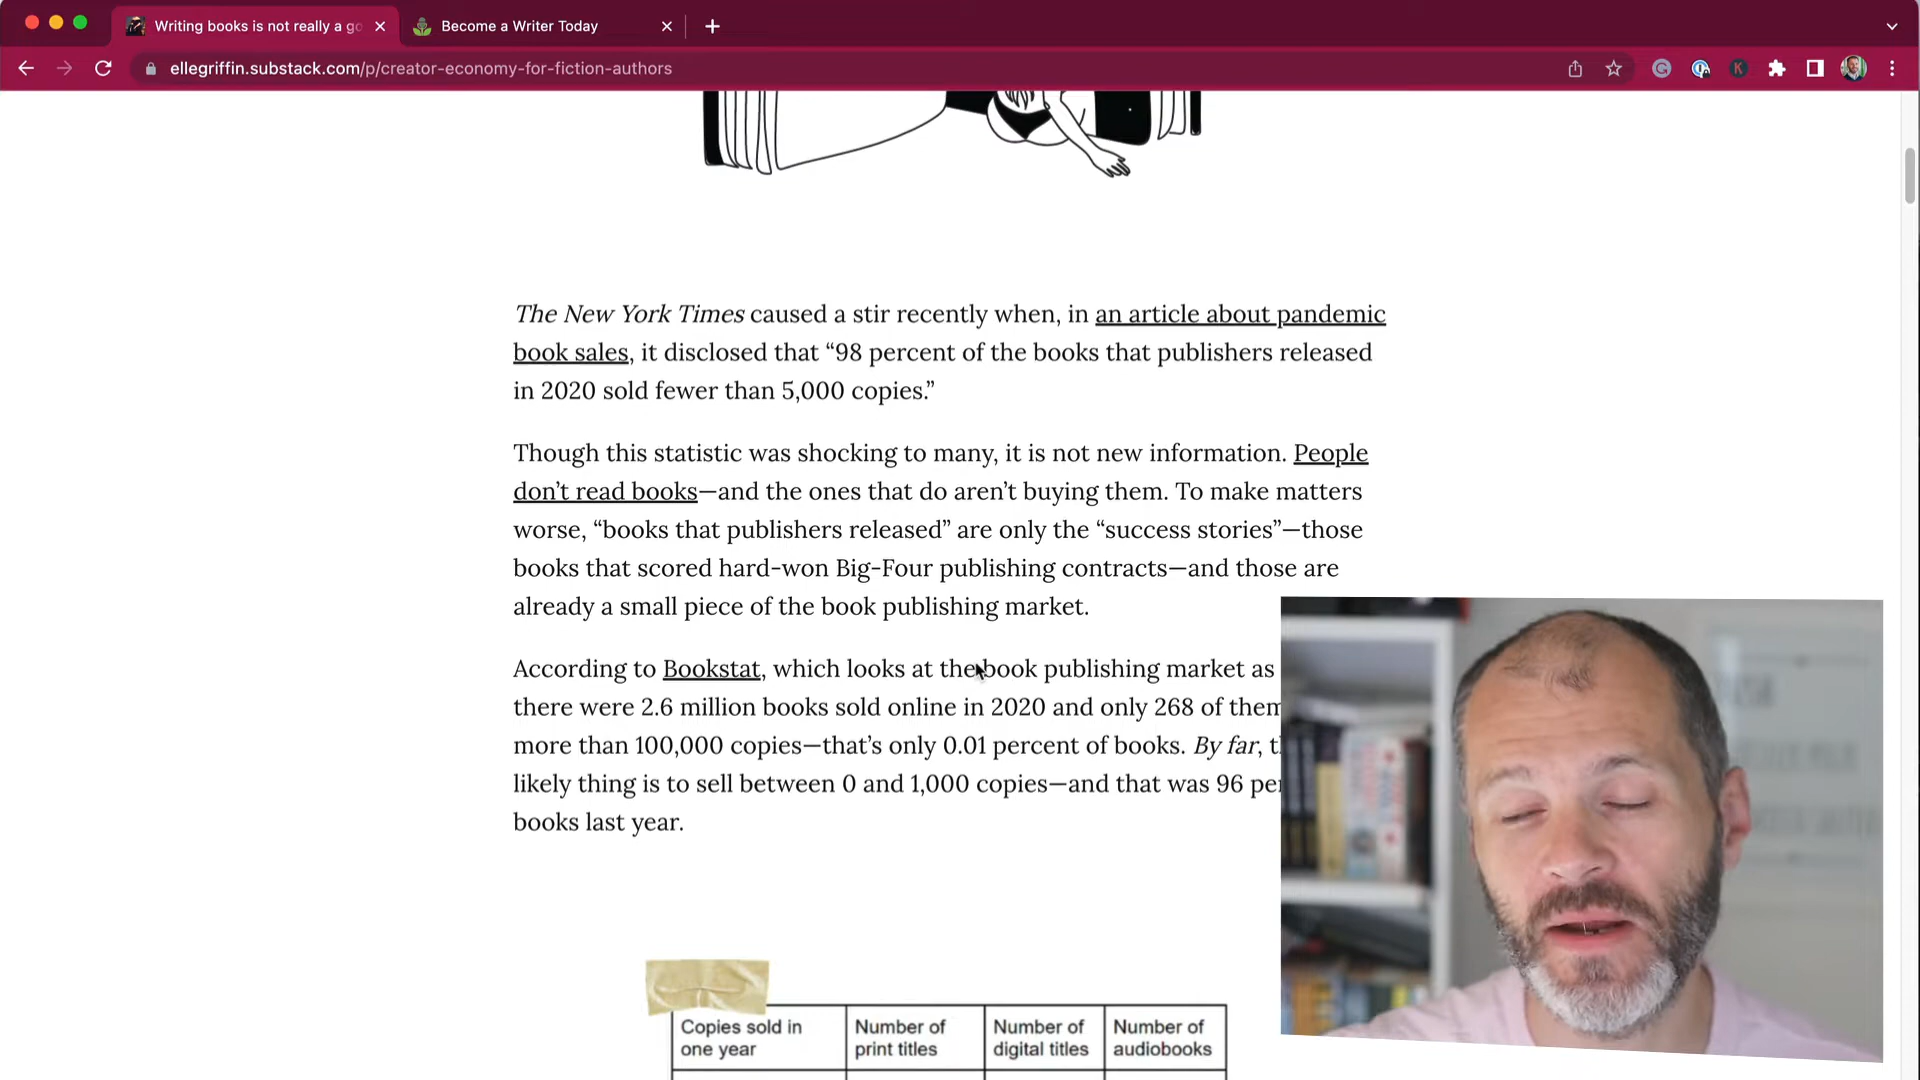 Writing books is not really a go
Become a Writer Today
ellegriffin.substack.com/p/creator-economy-for-fiction-authors
The New York Times caused a stir recently when, in an article about pandemic
book sales, it disclosed that “98 percent of the books that publishers released
in 2020 sold fewer than 5,000 copies.”
Though this statistic was shocking to many, it is not new information. People
don’t read books—and the ones that do aren’t buying them. To make matters
worse, “books that publishers released” are only the “success stories”—those
books that scored hard-won Big-Four publishing contracts—and those are
already a small piece of the book publishing market.
According to Bookstat, which looks at the book publishing market as
there were 2.6 million books sold online in 2020 and only 268 of them
more than 100,000 copies—that’s only 0.01 percent of books. By far,
likely thing is to sell between 0 and 1,000 copies—and that was 96
books last year.
Copies sold in one year
Number of print titles
Number of digital titles
Number of audiobooks